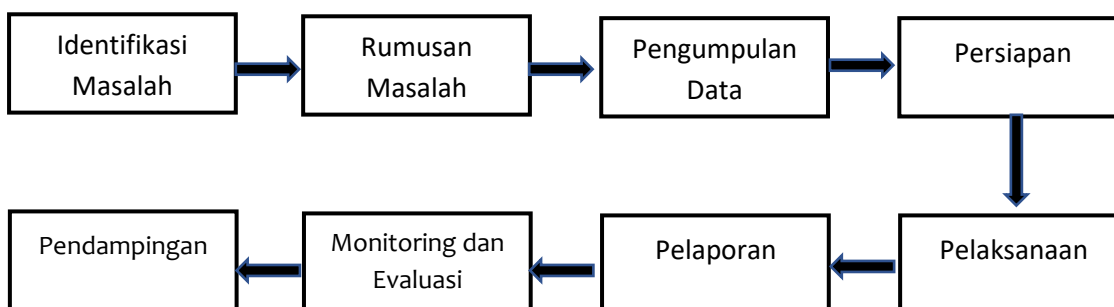 Identifikasi
Masalah
Rumusan
Masalah
Pengumpulan
Data
Persiapan
Pelaksanaan
Pelaporan
Monitoring dan
Evaluasi
Pendampingan